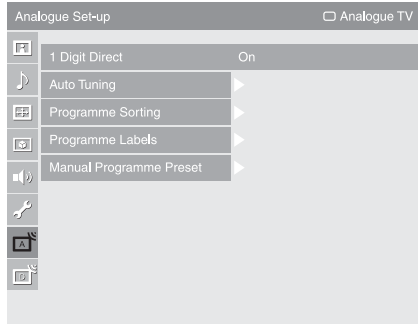 Analogue Set-up
Analogue TV
1 Digit Direct On
Auto Tuning
Programme Sorting
Programme Labels
Manual Programme Preset
A